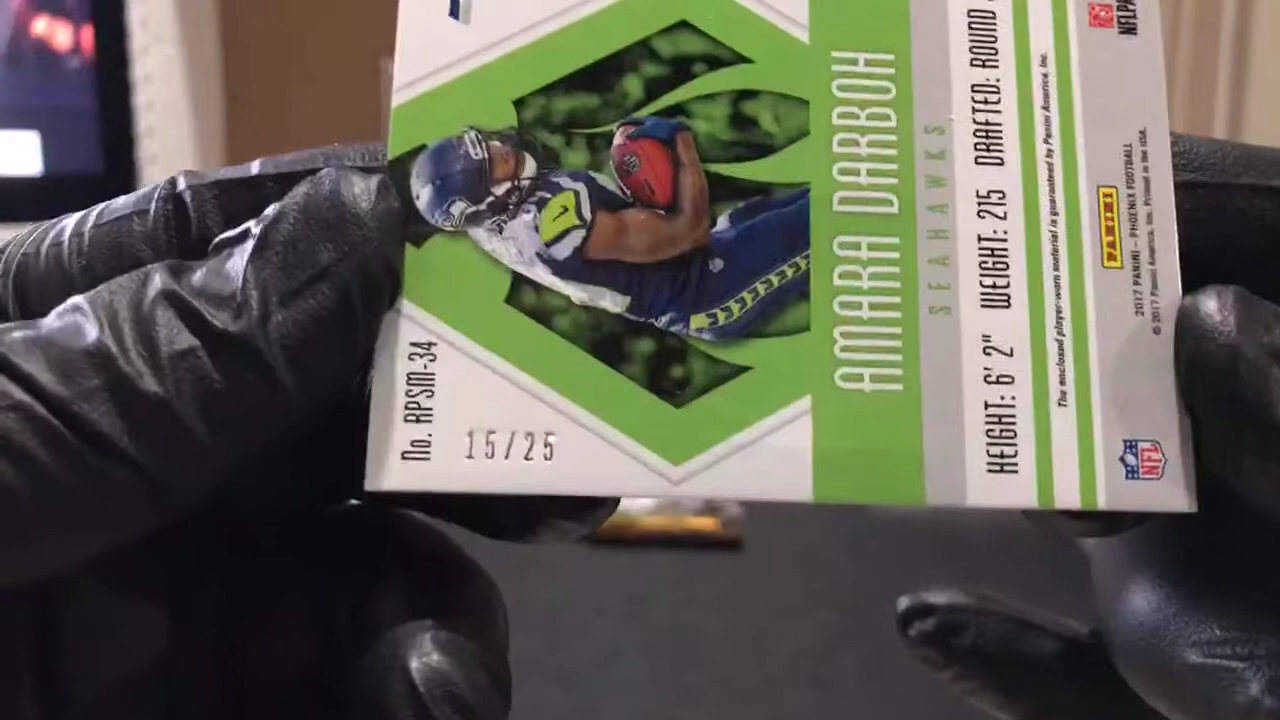 No. RPSM-34
15/25
AMARA DARBOH
SEAHAWKS
HEIGHT: 6' 2" WEIGHT: 215 DRAFTED: ROUND
The enclosed player-worn material is guaranteed by Panini America, Inc.
PANINI
2017 PANINI – PHOENIX FOOTBALL
© 2017 Panini America, Inc. Printed in the USA.
NFL
NFLPA